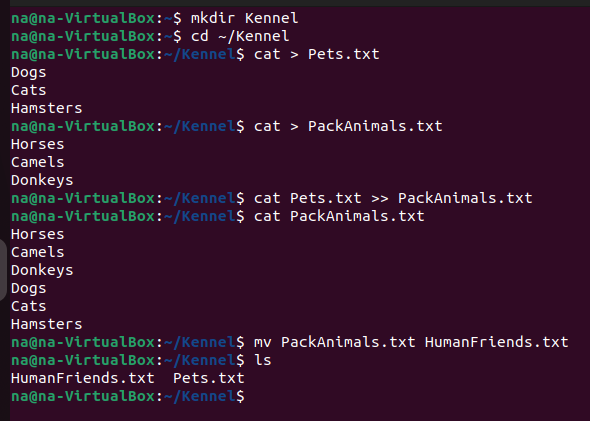 na@na-VirtualBox:~$ mkdir Kennel
na@na-VirtualBox:~$ cd ~/Kennel
na@na-VirtualBox:~/Kennel$ cat > Pets.txt
Dogs
Cats
Hamsters
na@na-VirtualBox:~/Kennel$ cat > PackAnimals.txt
Horses
Camels
Donkeys
na@na-VirtualBox:~/Kennel$ cat Pets.txt >> PackAnimals.txt
na@na-VirtualBox:~/Kennel$ cat PackAnimals.txt
Horses
Camels
Donkeys
Dogs
Cats
Hamsters
na@na-VirtualBox:~/Kennel$ mv PackAnimals.txt HumanFriends.txt
na@na-VirtualBox:~/Kennel$ ls
HumanFriends.txt  Pets.txt
na@na-VirtualBox:~/Kennel$